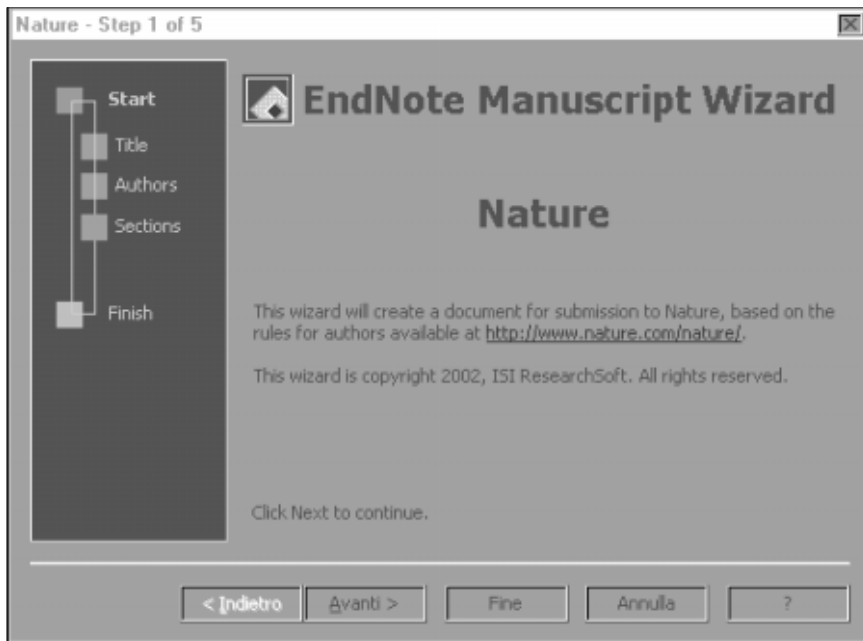 Nature - Step 1 of 5
Start
Title
Authors
Sections
Finish
EndNote Manuscript Wizard
Nature
This wizard will create a document for submission to Nature, based on the
rules for authors available at http://www.nature.com/nature/.
This wizard is copyright 2002, ISI ResearchSoft. All rights reserved.
Click Next to continue.
< Indietro Avanti > Fine Annulla ?